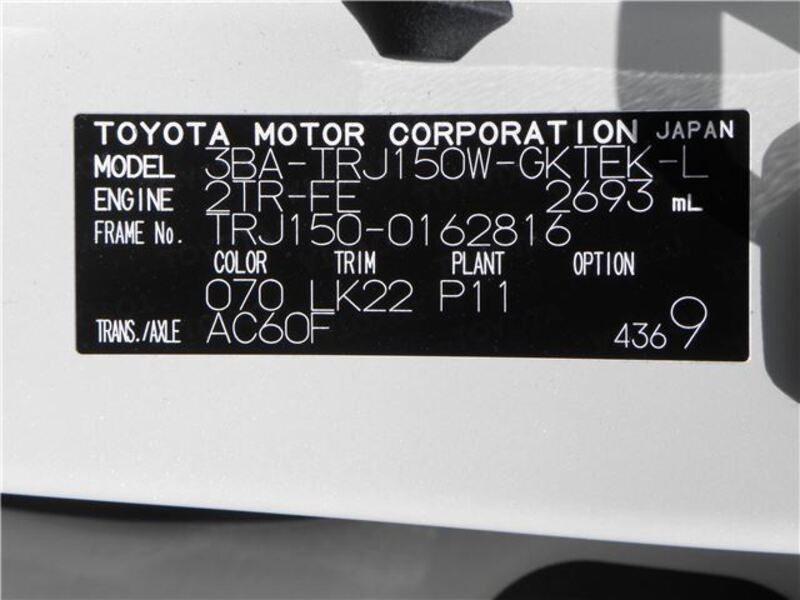 TOYOTA MOTOR CORPORATION JAPAN
MODEL 3BA-TRJ150W-GKTEK-L
ENGINE 2TR-FE 2693 mL
FRAME No. TRJ150-0162816
COLOR TRIM PLANT OPTION
070 LK22 P11
TRANS./AXLE AC60F 4369